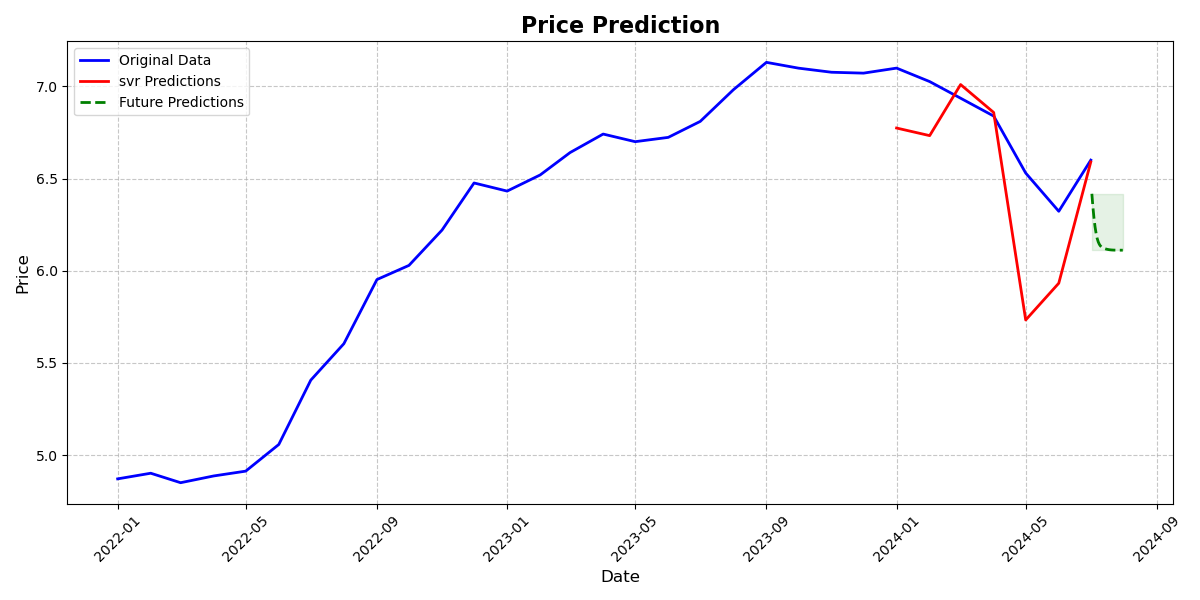 Price Prediction
Original Data
svr Predictions
Future Predictions
Price
7.0
6.5
6.0
5.5
5.0
2022-01
2022-05
2022-09
2023-01
2023-05
2023-09
2024-01
2024-05
2024-09
Date